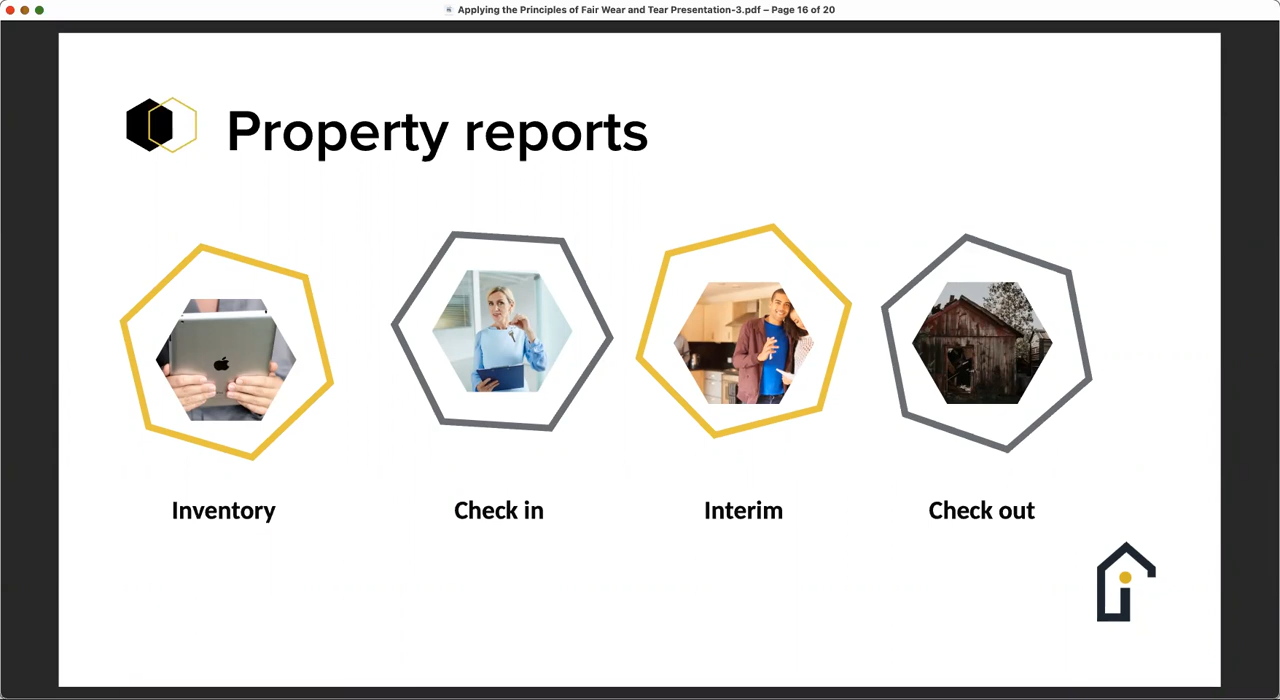 Applying the Principles of Fair Wear and Tear Presentation-3.pdf – Page 16 of 20
Property reports
Inventory
Check in
Interim
Check out